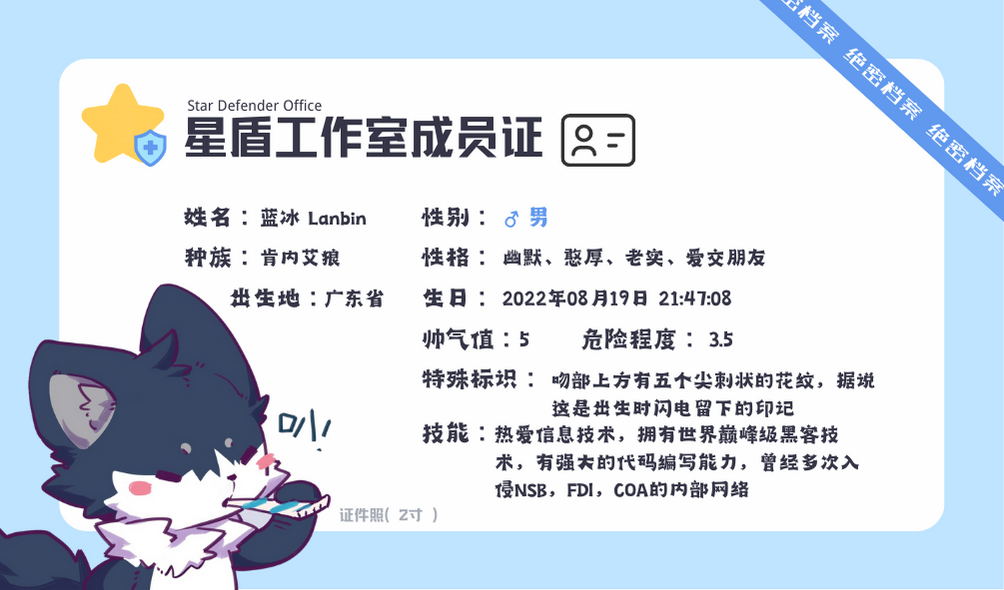 密档案 绝密档案 绝密档案
Star Defender Office
星盾工作室成员证
姓名：蓝冰 Lanbin
性别：♂ 男
种族：肯内艾狼
性格：幽默、憨厚、老实、爱交朋友
出生地：广东省
生日：2022年08月19日 21:47:08
帅气值：5 危险程度：3.5
特殊标识：吻部上方有五个尖刺状的花纹，据说
这是出生时闪电留下的印记
技能：热爱信息技术，拥有世界巅峰级黑客技
术，有强大的代码编写能力，曾经多次入
侵NSB，FDI，COA的内部网络
叭!
证件照( 2寸 )